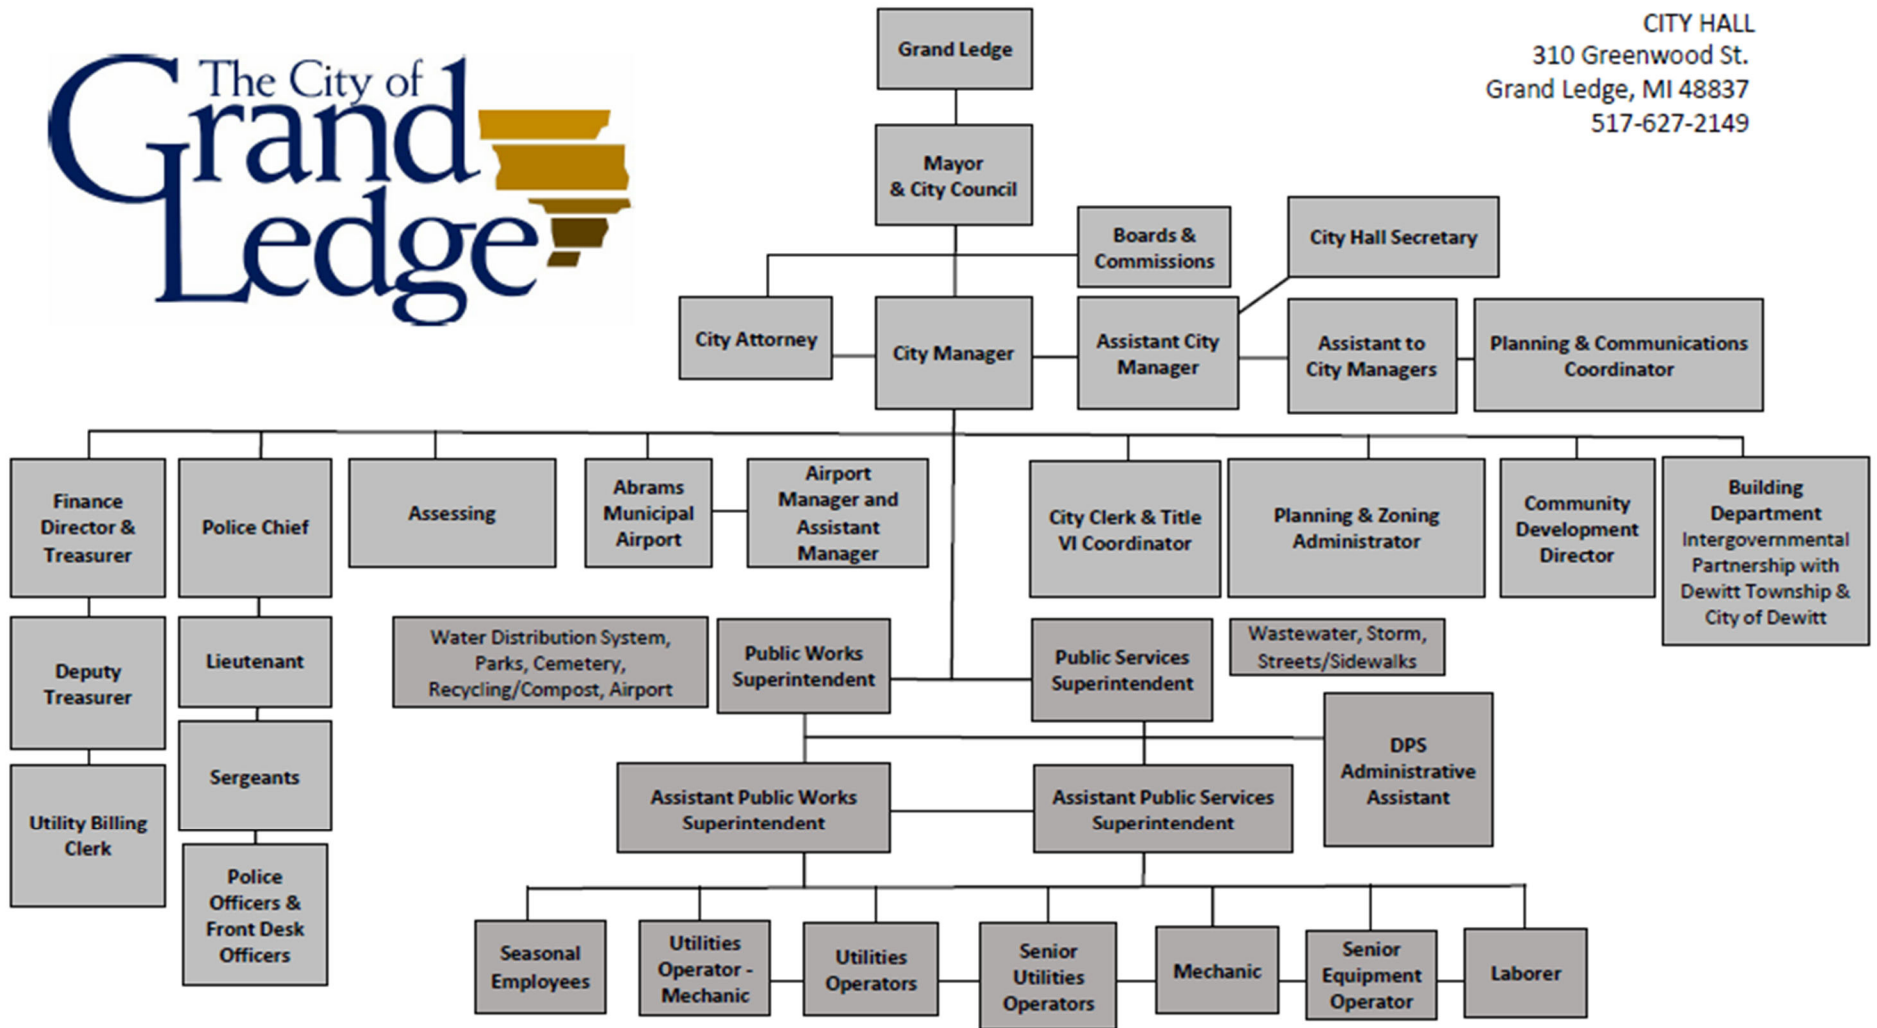 The City of
Grand
Ledge
CITY HALL
310 Greenwood St.
Grand Ledge, MI 48837
517-627-2149
Grand Ledge
Mayor
& City Council
Boards &
Commissions
City Hall Secretary
City Attorney
City Manager
Assistant City
Manager
Assistant to
City Managers
Planning & Communications
Coordinator
Finance
Director &
Treasurer
Police Chief
Assessing
Abrams
Municipal
Airport
Airport
Manager and
Assistant
Manager
City Clerk & Title
VI Coordinator
Planning & Zoning
Administrator
Community
Development
Director
Building
Department
Intergovernmental
Partnership with
Dewitt Township &
City of Dewitt
Deputy
Treasurer
Lieutenant
Water Distribution System,
Parks, Cemetery,
Recycling/Compost, Airport
Public Works
Superintendent
Public Services
Superintendent
Wastewater, Storm,
Streets/Sidewalks
Utility Billing
Clerk
Sergeants
Police
Officers &
Front Desk
Officers
DPS
Administrative
Assistant
Assistant Public Works
Superintendent
Assistant Public Services
Superintendent
Seasonal
Employees
Utilities
Operator -
Mechanic
Utilities
Operators
Senior
Utilities
Operators
Mechanic
Senior
Equipment
Operator
Laborer